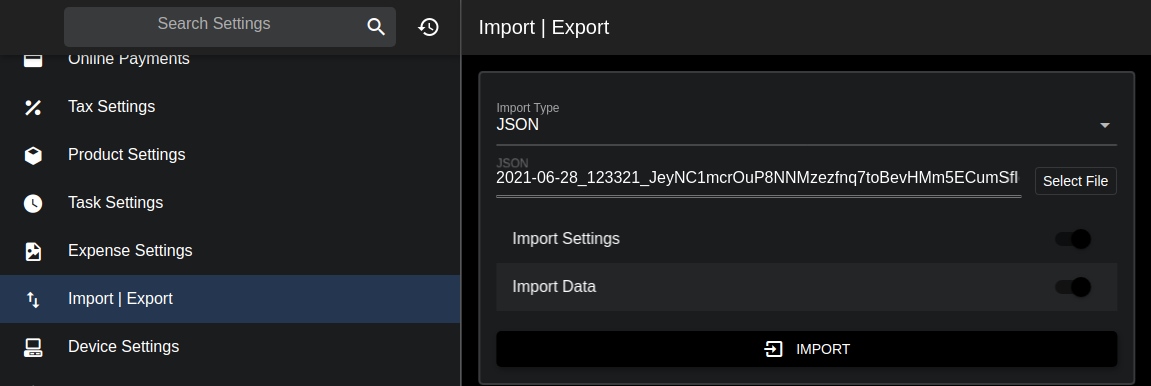 Search Settings
Online Payments
Tax Settings
Product Settings
Task Settings
Expense Settings
Import | Export
Device Settings
Import | Export
Import Type
JSON
JSON
2021-06-28_123321_JeyNC1mcrOuP8NNMzezfnq7toBevHMm5ECumSfl
Select File
Import Settings
Import Data
IMPORT